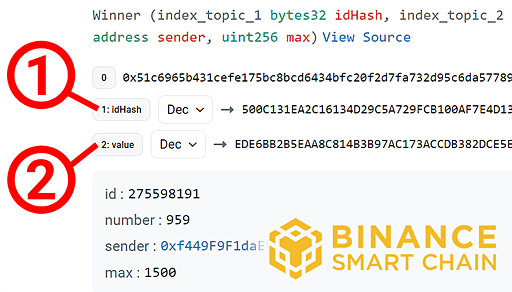 Winner (index_topic_1 bytes32 idHash, index_topic_2
address sender, uint256 max) View Source
0 0x51c6965b431cefe175bc8bcd6434bfc20f2d7fa732d95c6da57789
1 1: idHash Dec → 500C131EA2C16134D29C5A729FCB100AF7E4D13
2 2: value Dec → EDE6BB2B5EAA8C814B3B97AC173ACCDB382DCE5E
id : 275598191
number : 959
sender : 0xf449F9F1daE
max : 1500
BINANCE
SMART CHAIN